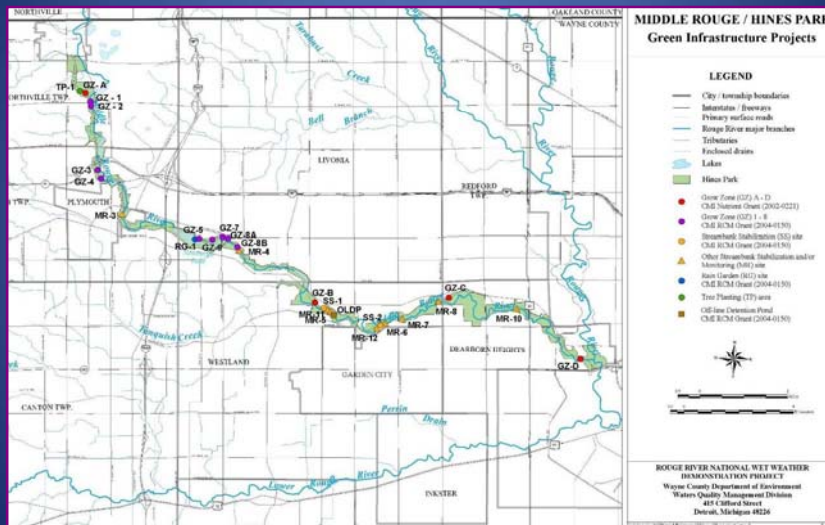 NORTHVILLE
OAKLAND COUNTY
WAYNE COUNTY
Tarabusi Creek
Bell Branch
TP-1
GZ- A
GZ - 1
GZ - 2
NORTHVILLE TWP.
LIVONIA
REDFORD TWP.
GZ-3
GZ-4
PLYMOUTH
MR-3
River
GZ-5
GZ-7
GZ-8A
GZ-8B
RG-1
GZ-6
MR-4
GZ-B
SS-1
OLDP
MR-11
MR-5
SS-2
MR-12
MR-6
MR-7
MR-8
GZ-C
MR-10
GZ-D
Tonquish Creek
WESTLAND
GARDEN CITY
DEARBORN HEIGHTS
CANTON TWP.
Perrin Drain
Lower Rouge River
INKSTER
MIDDLE ROUGE / HINES PARK
Green Infrastructure Projects
LEGEND
City / township boundaries
Interstates / freeways
Primary surface roads
Rouge River major branches
Tributaries
Enclosed drains
Lakes
Hines Park
Grow Zone (GZ) A - D
CMI Nutrient Grant (2002-0221)
Grow Zone (GZ) 1 - 8
CMI RCM Grant (2004-0150)
Streambank Stabilization (SS) site
CMI RCM Grant (2004-0150)
Other Streambank Stabilization and/or
Monitoring (MR) site
Rain Garden (RG) site
CMI RCM Grant (2004-0150)
Tree Planting (TP) area
Off-line Detention Pond
CMI RCM Grant (2004-0150)
ROUGE RIVER NATIONAL WET WEATHER
DEMONSTRATION PROJECT
Wayne County Department of Environment
Waters Quality Management Division
415 Clifford Street
Detroit, Michigan 48226